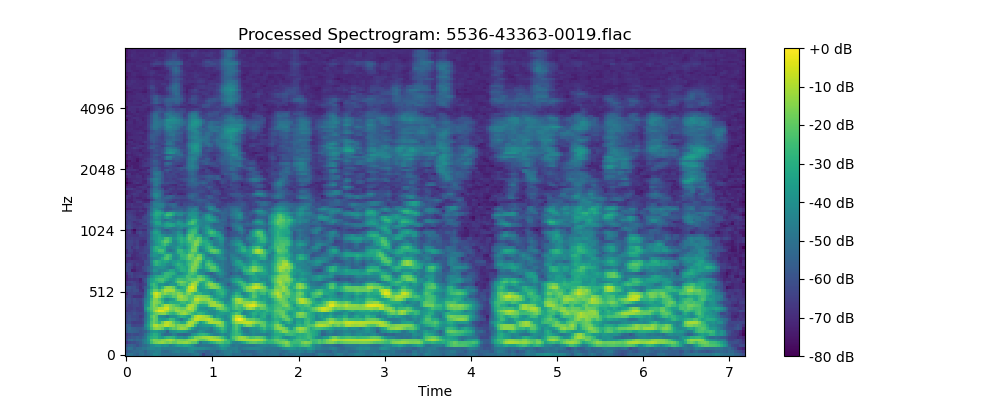 Processed Spectrogram: 5536-43363-0019.flac
Hz
4096
2048
1024
512
0
0 1 2 3 4 5 6 7
Time
+0 dB
-10 dB
-20 dB
-30 dB
-40 dB
-50 dB
-60 dB
-70 dB
-80 dB